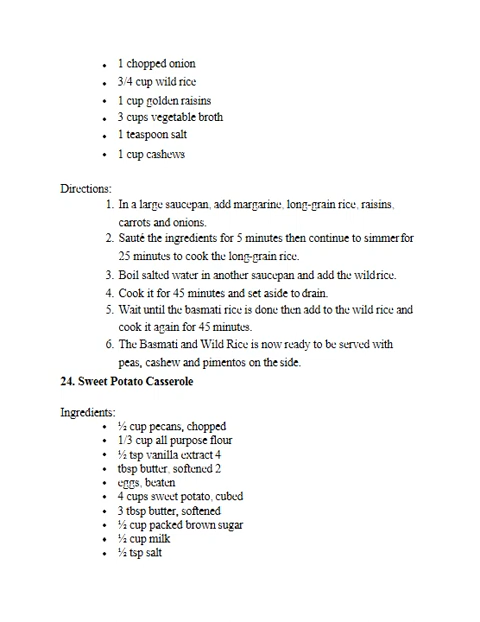 • 1 chopped onion
• 3/4 cup wild rice
• 1 cup golden raisins
• 3 cups vegetable broth
• 1 teaspoon salt
• 1 cup cashews
Directions:
1. In a large saucepan, add margarine, long-grain rice, raisins,
carrots and onions.
2. Sauté the ingredients for 5 minutes then continue to simmer for
25 minutes to cook the long-grain rice.
3. Boil salted water in another saucepan and add the wild rice.
4. Cook it for 45 minutes and set aside to drain.
5. Wait until the basmati rice is done then add to the wild rice and
cook it again for 45 minutes.
6. The Basmati and Wild Rice is now ready to be served with
peas, cashew and pimentos on the side.
24. Sweet Potato Casserole
Ingredients:
• ½ cup pecans, chopped
• 1/3 cup all purpose flour
• ½ tsp vanilla extract 4
• tbsp butter, softened 2
• eggs, beaten
• 4 cups sweet potato, cubed
• 3 tbsp butter, softened
• ½ cup packed brown sugar
• ½ cup milk
• ½ tsp salt